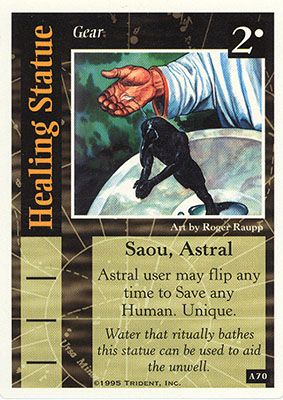 Healing Statue
Gear
2•
Art by Roger Raupp
Saou, Astral
Astral user may flip any
time to Save any
Human. Unique.
Water that ritually bathes
this statue can be used to aid
the unwell.
Ursa Min
©1995 TRIDENT, INC.
A70